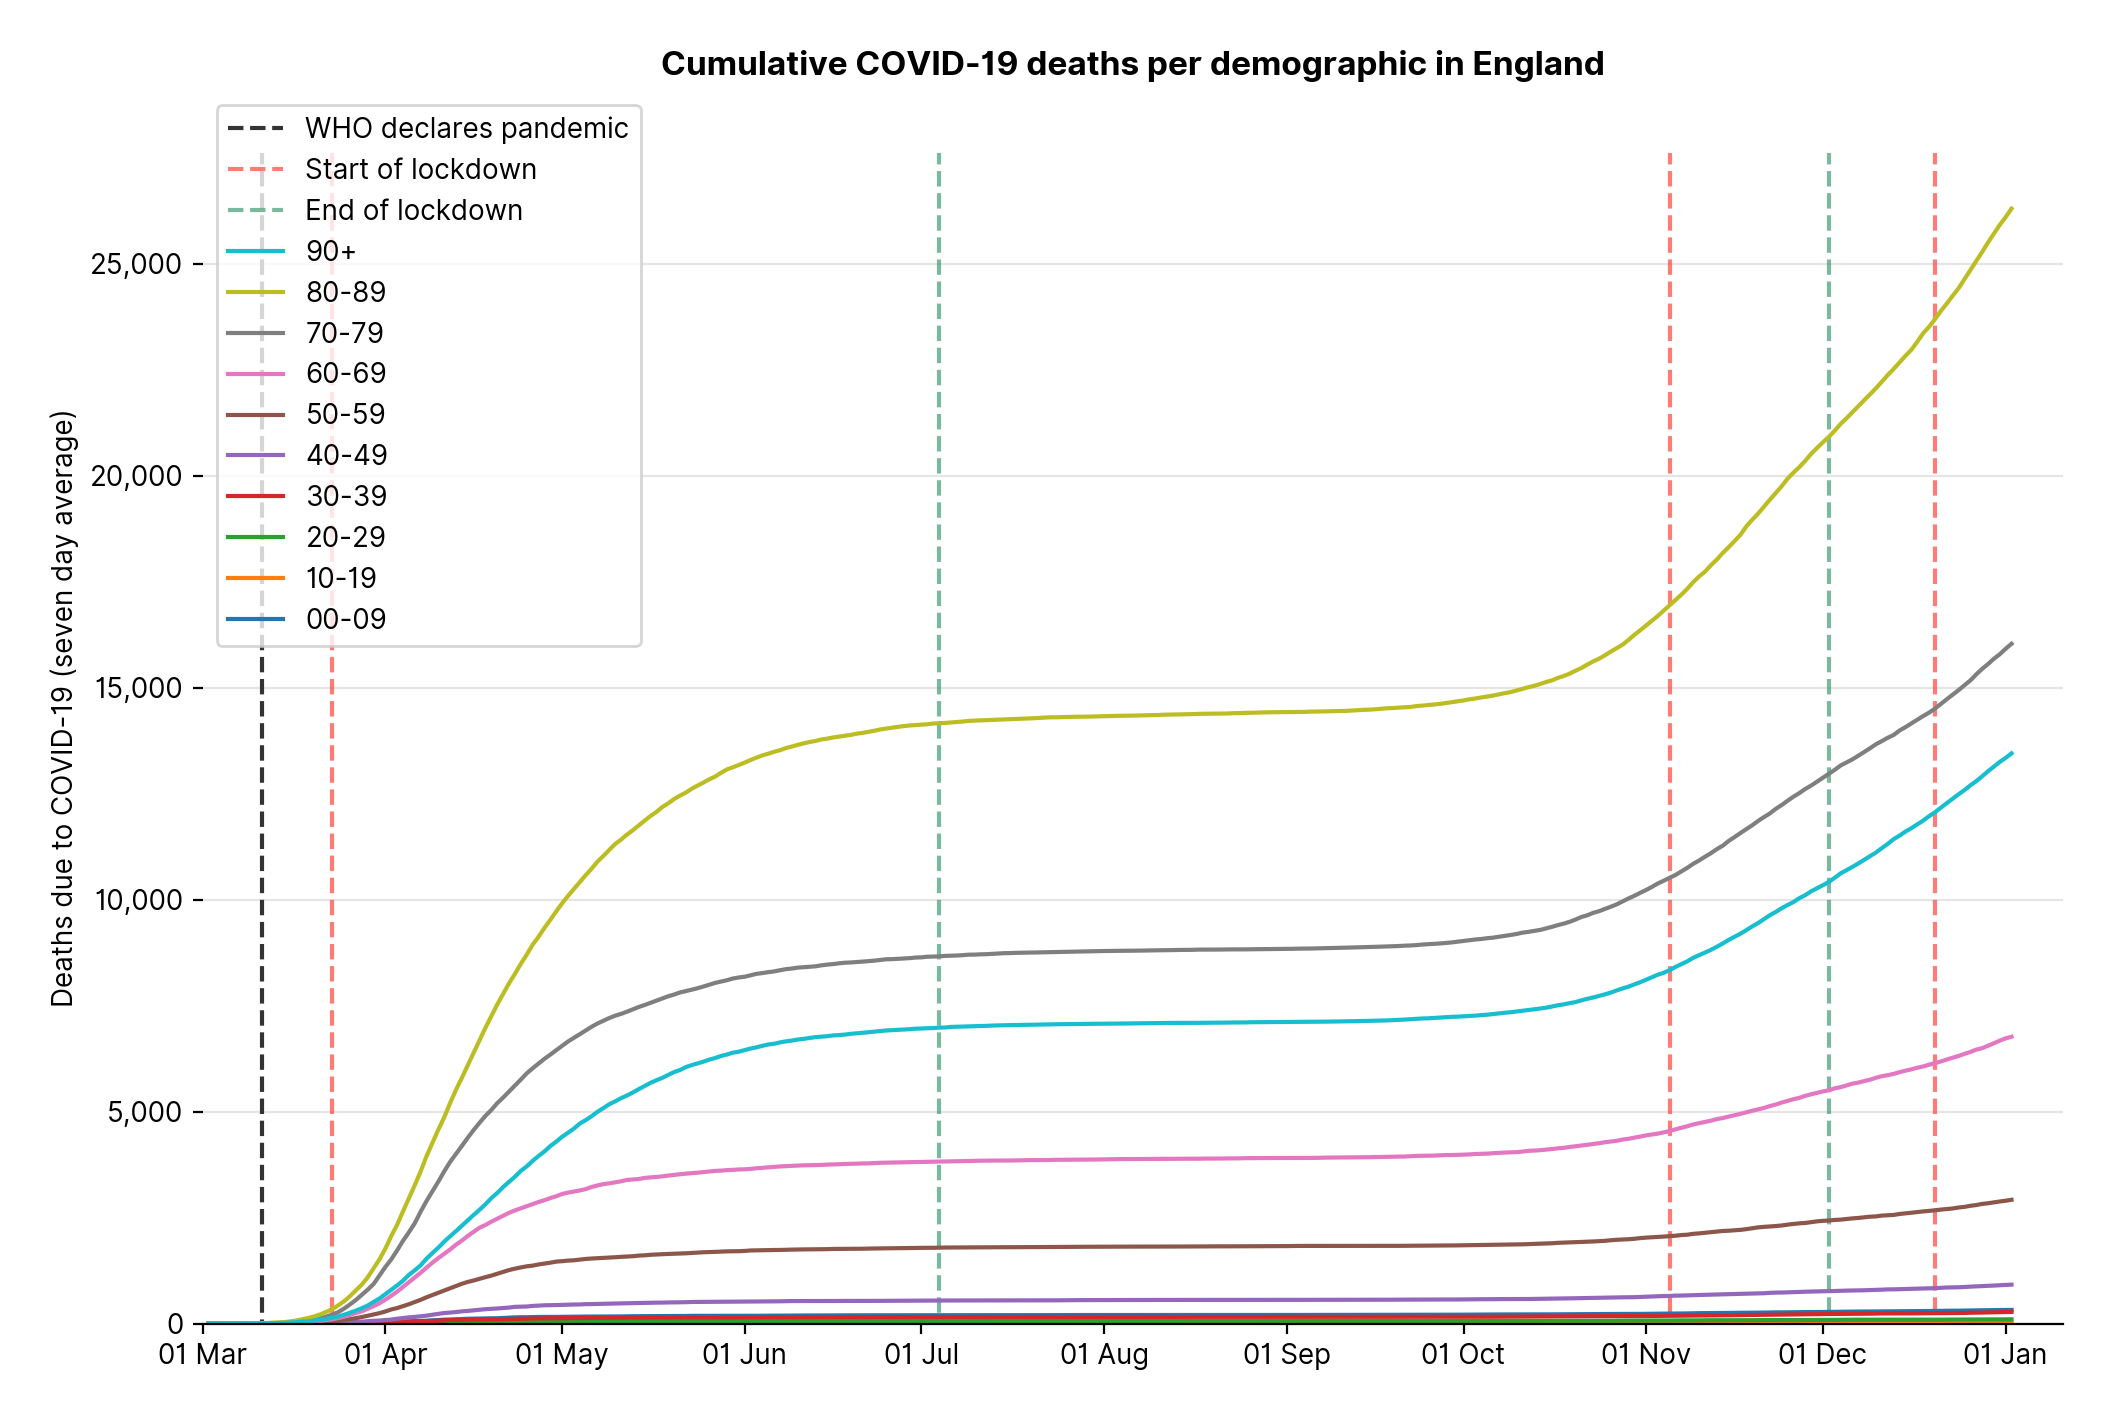 Cumulative COVID-19 deaths per demographic in England
WHO declares pandemic
Start of lockdown
End of lockdown
90+
80-89
70-79
60-69
50-59
40-49
30-39
20-29
10-19
00-09
Deaths due to COVID-19 (seven day average)
25,000
20,000
15,000
10,000
5,000
0
01 Mar 01 Apr 01 May 01 Jun 01 Jul 01 Aug 01 Sep 01 Oct 01 Nov 01 Dec 01 Jan